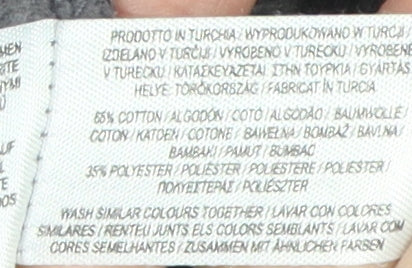 PRODOTTO IN TURCHIA / WYPRODUKOWANO W TURCJI /
IZDELANO V TURČIJI / VYROBENO V TURECKU / VYROBENÉ
V TURECKU / ΚΑΤΑΣΚΕΥΑΖΕΤΑΙ ΣΤΗΝ ΤΟΥΡΚΙΑ / GYÁRTÁS
HELYE: TÖRÖKORSZÁG / FABRICAT ÎN TURCIA
65% COTTON / ALGODÓN / COTÓ / ALGODÃO / BAUMWOLLE /
COTON / KATOEN / COTONE / BAWEŁNA / BOMBAŽ / BAVLNA /
ΒΑΜΒΑΚΙ / PAMUT / BUMBAC
35% POLYESTER / POLIÉSTER / POLIESTERE / POLIESTER /
ΠΟΛΥΕΣΤΕΡΑΣ / POLIÉSZTER
WASH SIMILAR COLOURS TOGETHER / LAVAR CON COLORES
SIMILARES / RENTEU JUNTS ELS COLORS SEMBLANTS / LAVAR COM
CORES SEMELHANTES / ZUSAMMEN MIT ÄHNLICHEN FARBEN